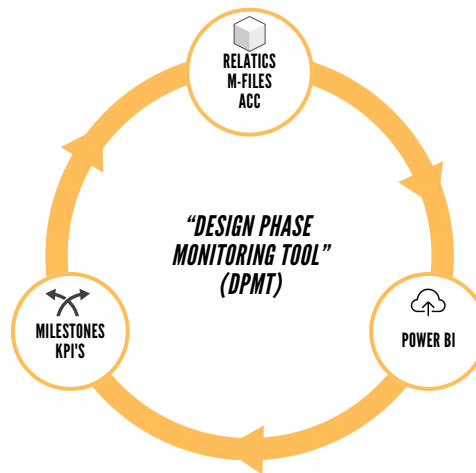 RELATICS
M-FILES
ACC
“DESIGN PHASE
MONITORING TOOL”
(DPMT)
MILESTONES
KPI'S
POWER BI